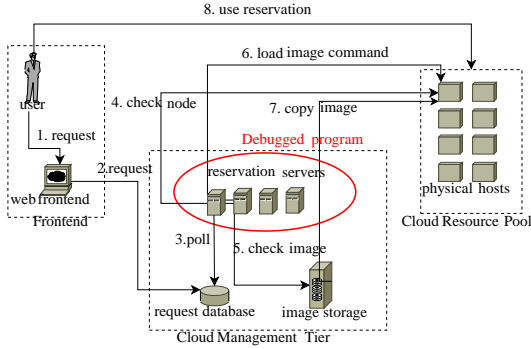 8. use reservation
6. load image command
user
4. check node
7. copy image
1. request
Debugged program
2.request
reservation servers
web frontend
physical hosts
Frontend
Cloud Resource Pool
3.poll
5. check image
request database
image storage
Cloud Management Tier